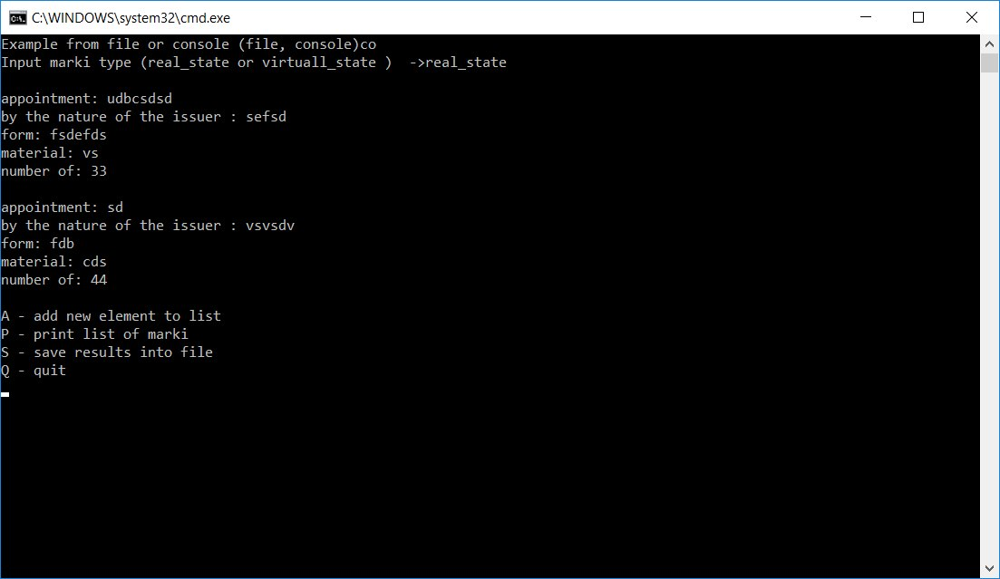 C:\WINDOWS\system32\cmd.exe
Example from file or console (file, console)co
Input marki type (real_state or virtuall_state )  ->real_state
appointment: udbcsdsd
by the nature of the issuer : sefsd
form: fsdefds
material: vs
number of: 33
appointment: sd
by the nature of the issuer : vsvsdv
form: fdb
material: cds
number of: 44
A - add new element to list
P - print list of marki
S - save results into file
Q - quit